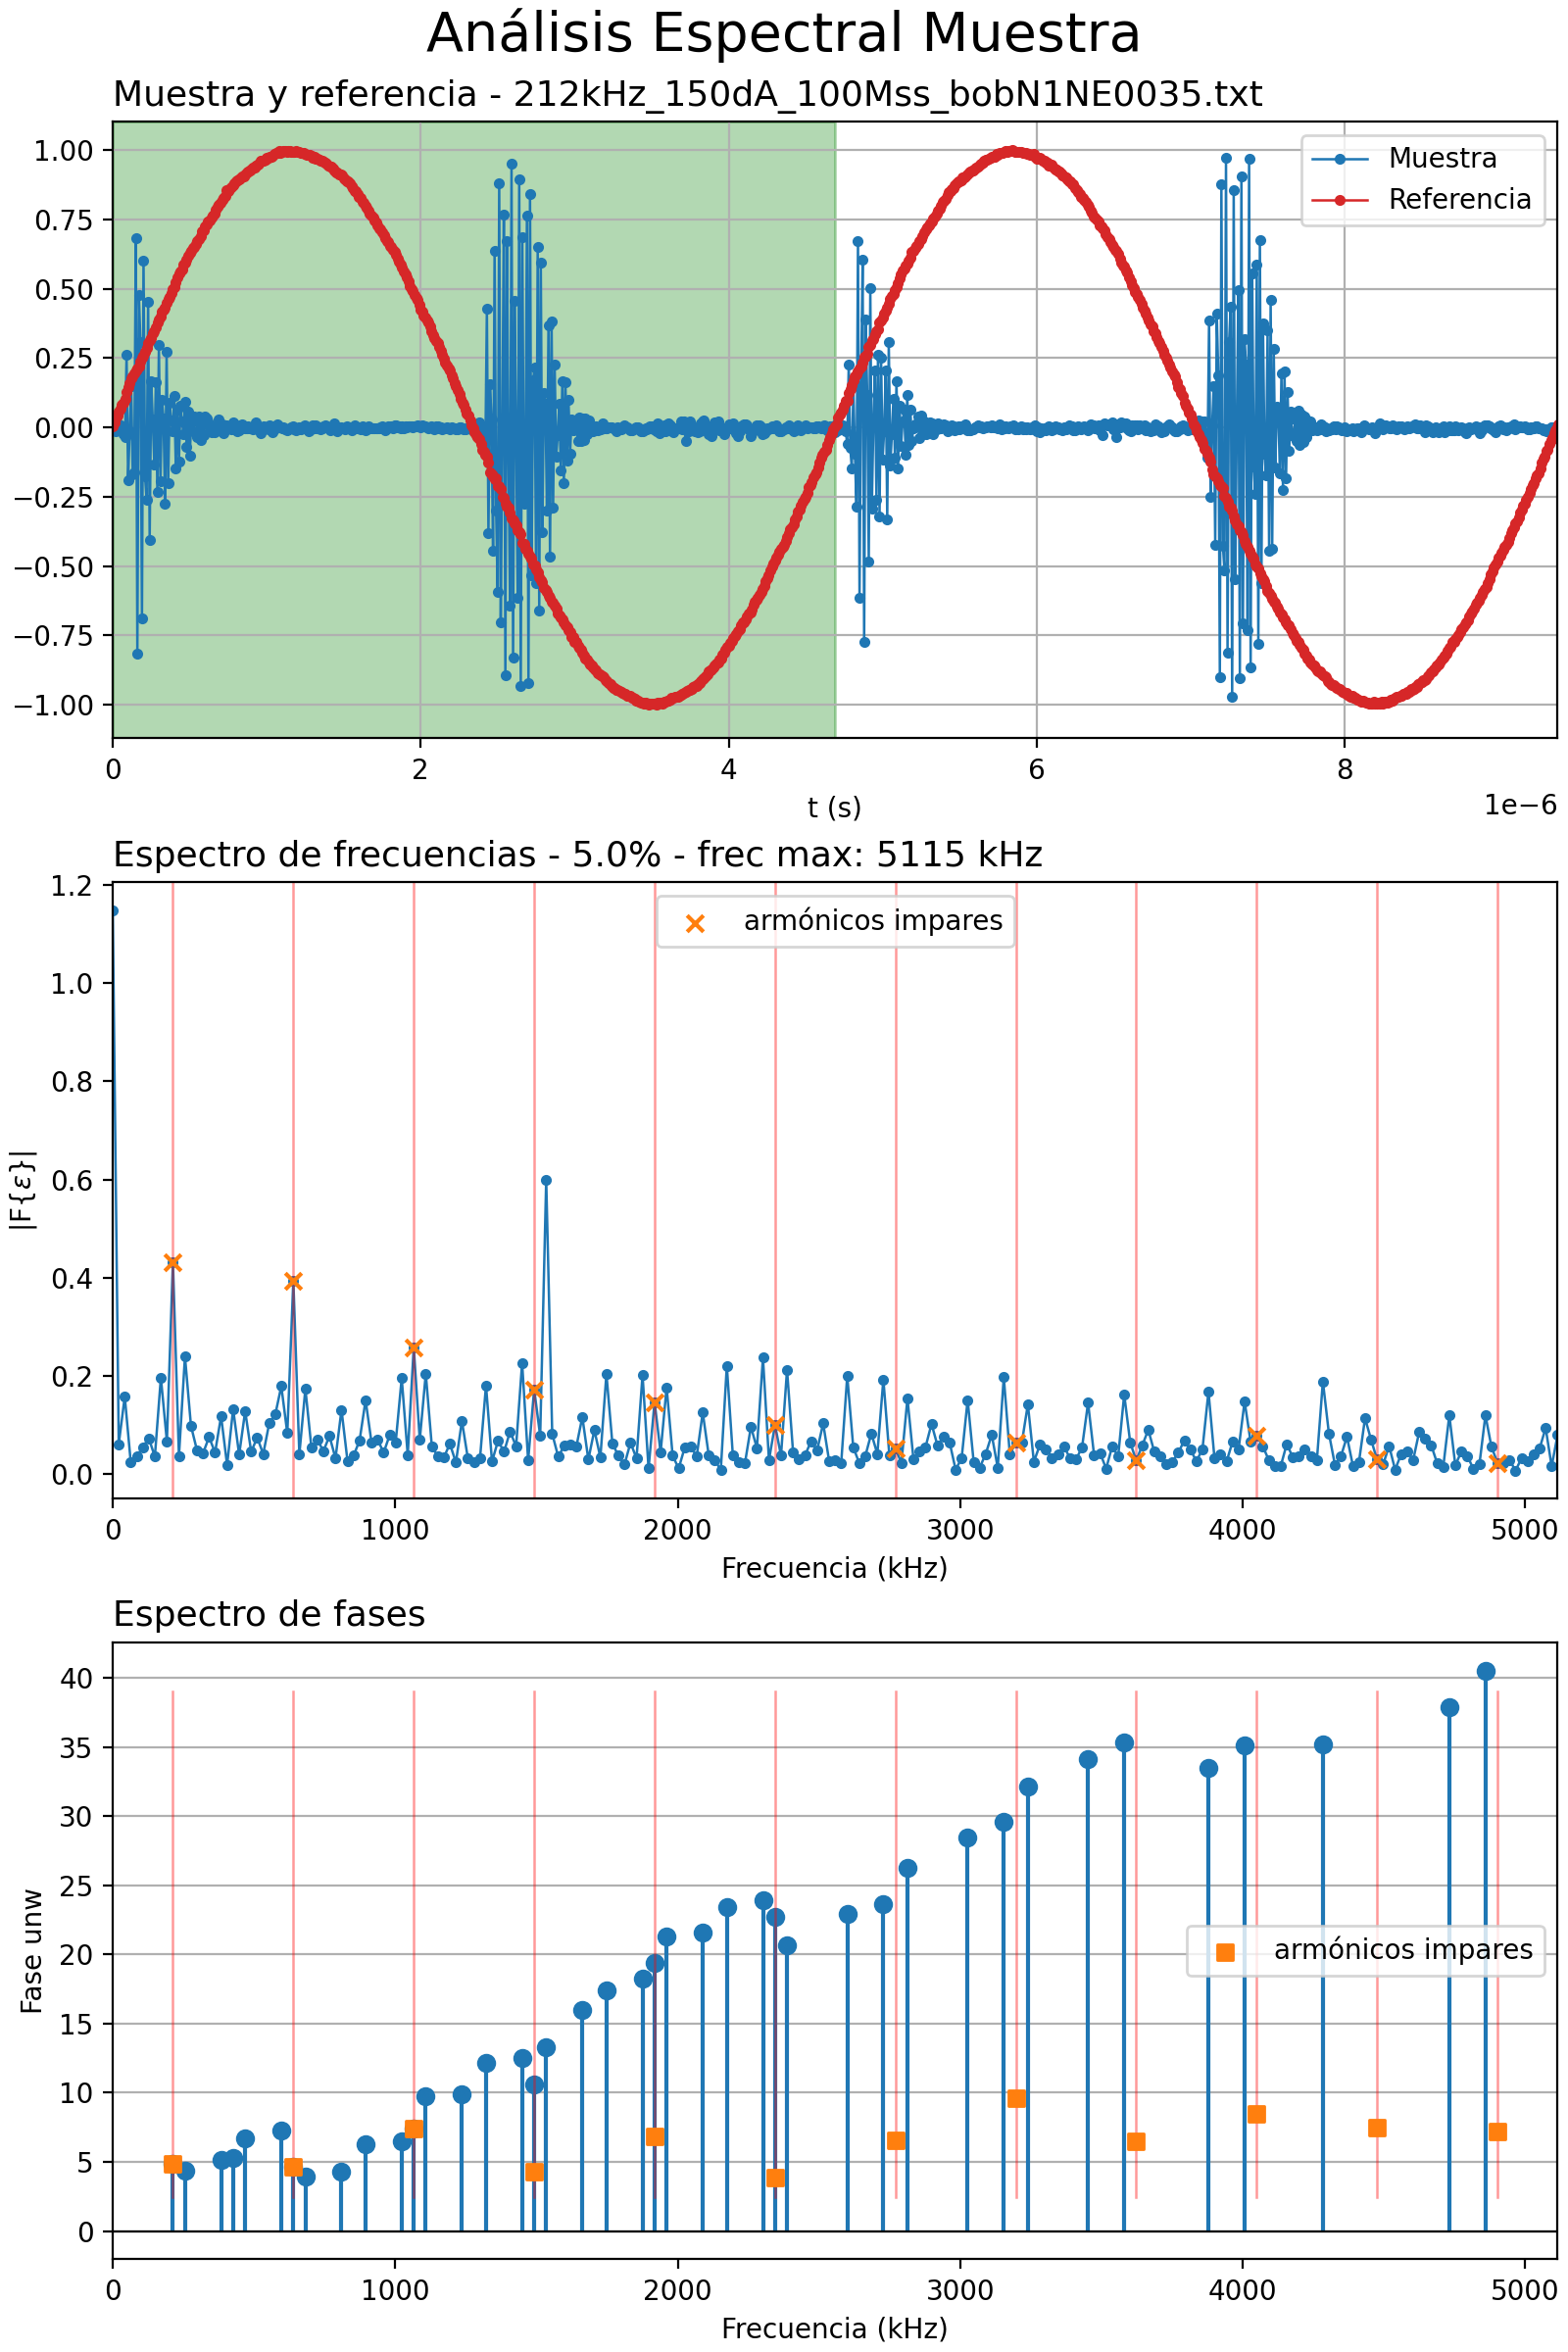 Análisis Espectral Muestra
Muestra y referencia - 212kHz_150dA_100Mss_bobN1NE0035.txt
Muestra
Referencia
1.00
0.75
0.50
0.25
0.00
−0.25
−0.50
−0.75
−1.00
0 2 4 6 8
t (s)
1e−6
Espectro de frecuencias - 5.0% - frec max: 5115 kHz
armónicos impares
1.2
1.0
0.8
0.6
0.4
0.2
0.0
|F{ε}|
0 1000 2000 3000 4000 5000
Frecuencia (kHz)
Espectro de fases
40
35
30
25
20
15
10
5
0
Fase unw
armónicos impares
0 1000 2000 3000 4000 5000
Frecuencia (kHz)